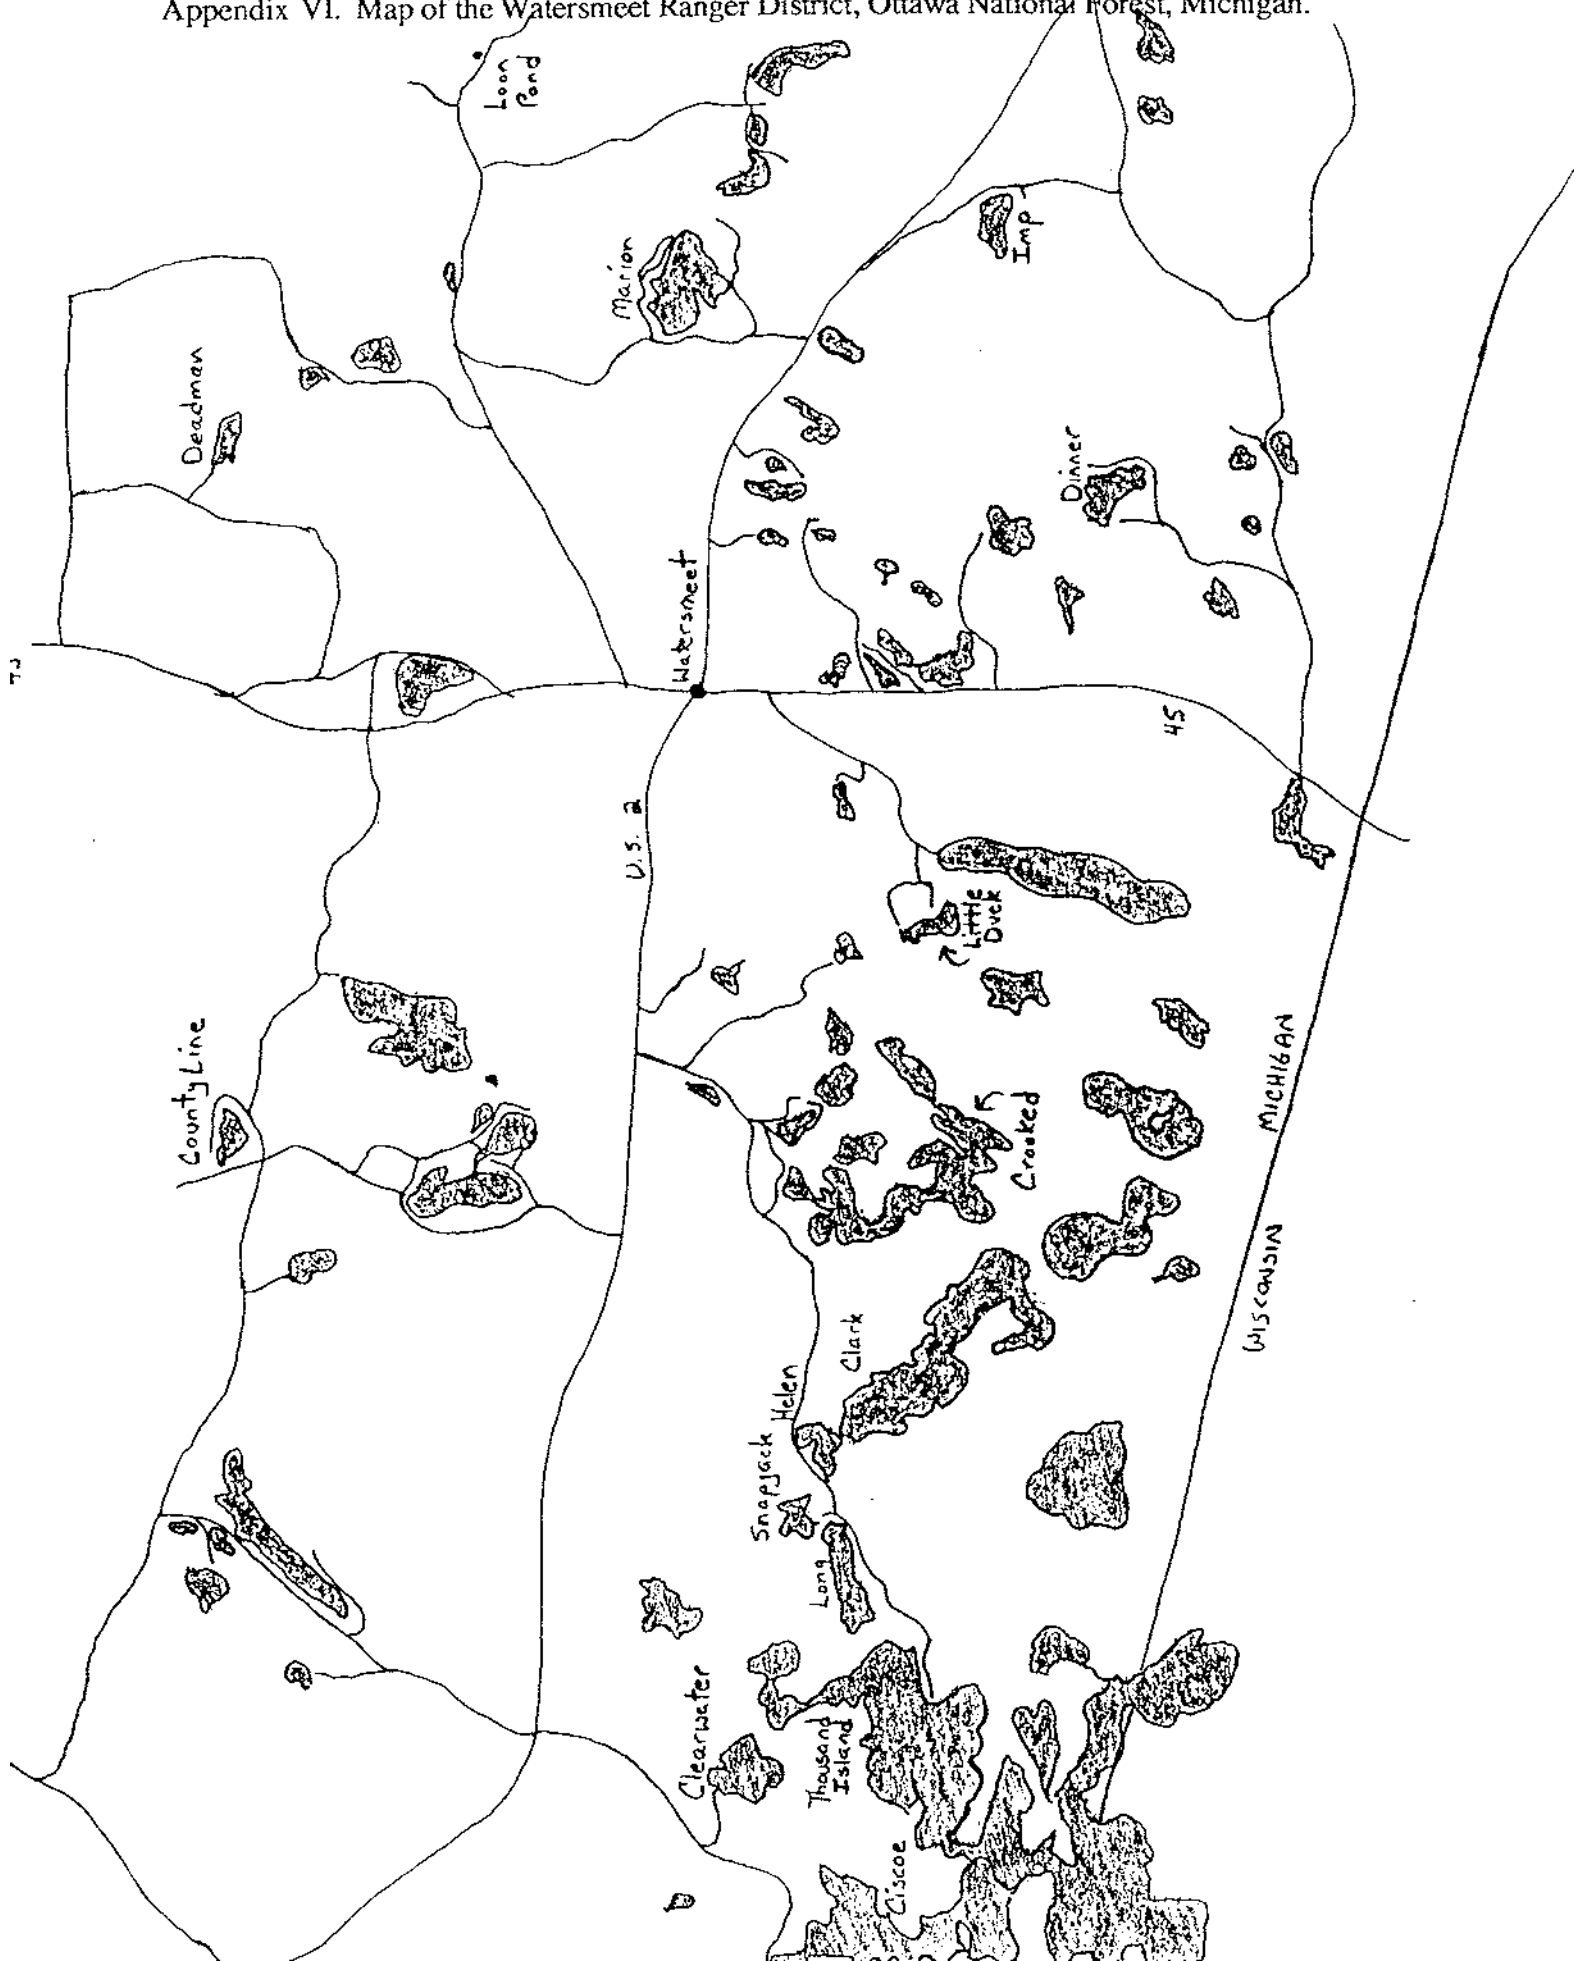 Appendix VI. Map of the Watersmeet Ranger District, Ottawa National Forest, Michigan.
Loon
Pond
Marion
Imp
Deadman
Dinner
Watersmeet
45
U.S. 2
Little
Duck
County Line
Crooked
MICHIGAN
WISCONSIN
Clark
Helen
Snapjack
Long
Clearwater
Thousand
Island
Ciscoe